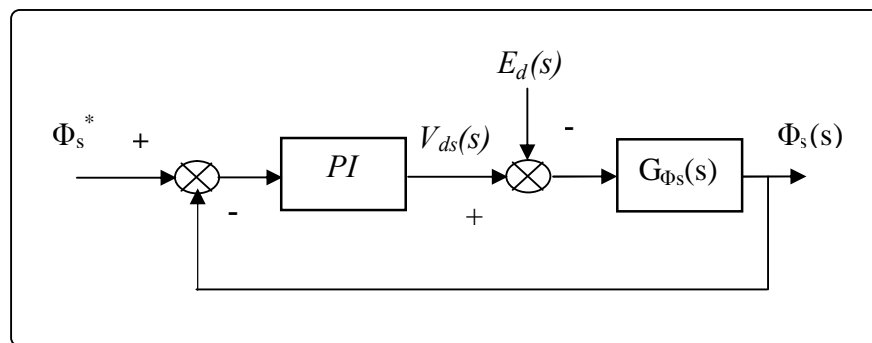 E_d(s)
Φ_s^* + V_ds(s) - Φ_s(s)
PI G_Φs(s)
- +